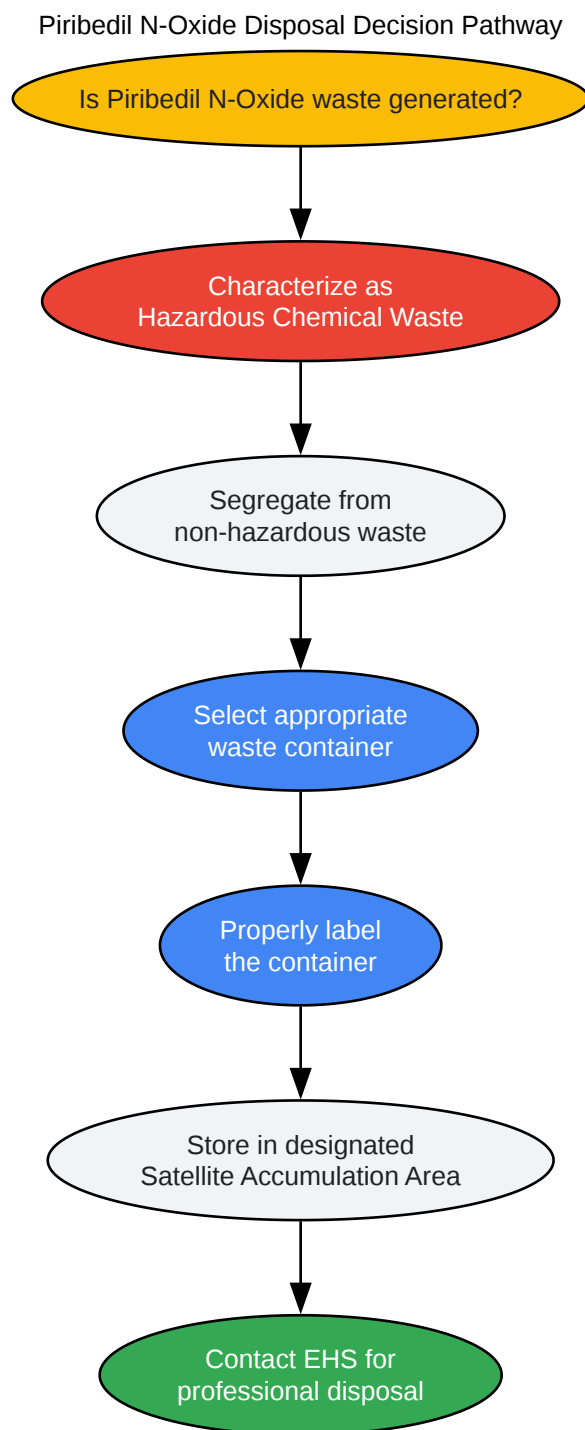 Piribedil N-Oxide Disposal Decision Pathway
Is Piribedil N-Oxide waste generated?
Characterize as
Hazardous Chemical Waste
Segregate from
non-hazardous waste
Select appropriate
waste container
Properly label
the container
Store in designated
Satellite Accumulation Area
Contact EHS for
professional disposal